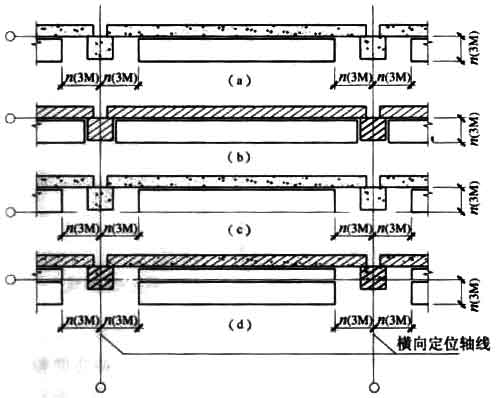 n(3M) n(3M) n(3M) n(3M) n(3M)
(a)
n(3M)
(b)
n(3M)
(c)
n(3M) n(3M) n(3M) n(3M)
n(3M)
n(3M) n(3M) n(3M) n(3M)
(d)
横向定位轴线